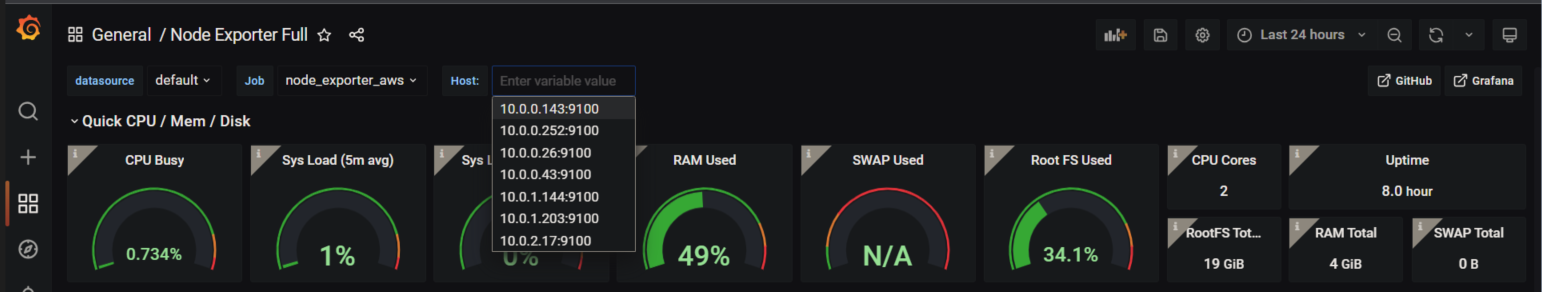 General / Node Exporter Full
Last 24 hours
datasource default Job node_exporter_aws Host: Enter variable value
GitHub Grafana
10.0.0.143:9100
10.0.0.252:9100
10.0.0.26:9100
10.0.0.43:9100
10.0.1.144:9100
10.0.1.203:9100
10.0.2.17:9100
Quick CPU / Mem / Disk
CPU Busy
0.734%
Sys Load (5m avg)
1%
Sys L
0%
RAM Used
49%
SWAP Used
N/A
Root FS Used
34.1%
CPU Cores
2
Uptime
8.0 hour
RootFS Tot...
19 GiB
RAM Total
4 GiB
SWAP Total
0 B